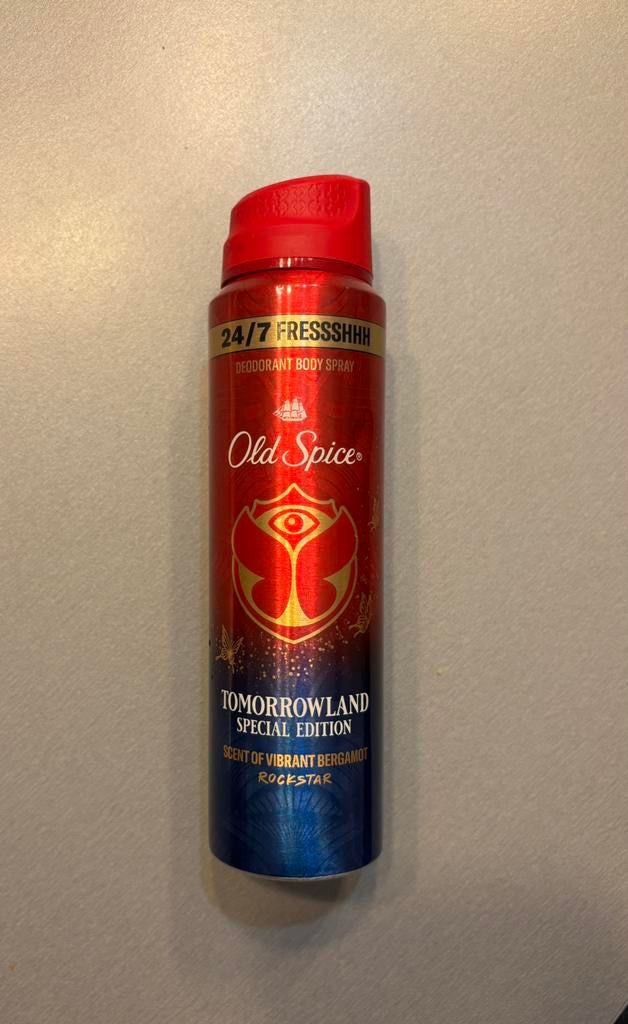 24/7 FRESSSHHH
DEODORANT BODY SPRAY
Old Spice®
TOMORROWLAND
SPECIAL EDITION
SCENT OF VIBRANT BERGAMOT
ROCKSTAR